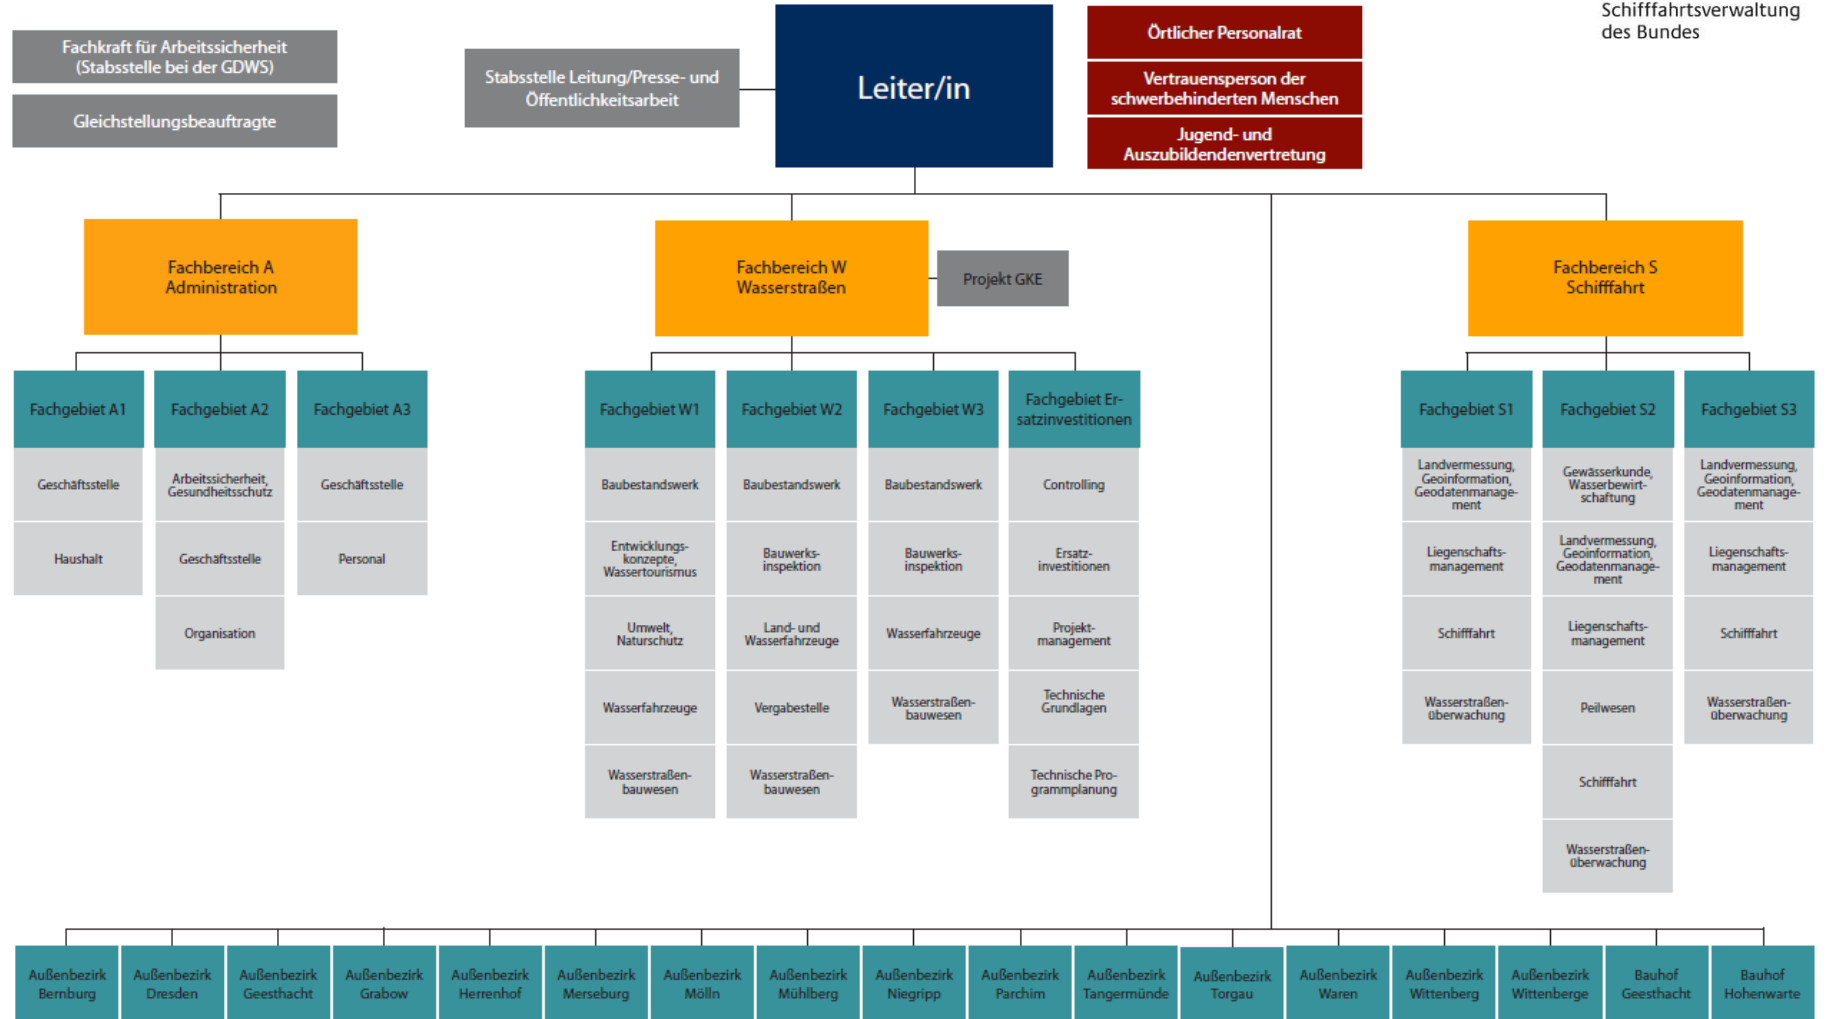 Schifffahrtsverwaltung
des Bundes
Fachkraft für Arbeitssicherheit
(Stabsstelle bei der GDWS)
Gleichstellungsbeauftragte
Stabsstelle Leitung/Presse- und
Öffentlichkeitsarbeit
Leiter/in
Örtlicher Personalrat
Vertrauensperson der
schwerbehinderten Menschen
Jugend- und
Auszubildendenvertretung
Fachbereich A
Administration
Fachbereich W
Wasserstraßen
Projekt GKE
Fachbereich S
Schifffahrt
Fachgebiet A1
Geschäftsstelle
Haushalt
Fachgebiet A2
Arbeitssicherheit,
Gesundheitsschutz
Geschäftsstelle
Organisation
Fachgebiet A3
Geschäftsstelle
Personal
Fachgebiet W1
Baubestandswerk
Entwicklungs-
konzepte,
Wassertourismus
Umwelt,
Naturschutz
Wasserfahrzeuge
Wasserstraßen-
bauwesen
Fachgebiet W2
Baubestandswerk
Bauwerks-
inspektion
Land- und
Wasserfahrzeuge
Vergabestelle
Wasserstraßen-
bauwesen
Fachgebiet W3
Baubestandswerk
Bauwerks-
inspektion
Wasserfahrzeuge
Wasserstraßen-
bauwesen
Fachgebiet Er-
satzinvestitionen
Controlling
Ersatz-
investitionen
Projekt-
management
Technische
Grundlagen
Technische Pro-
grammplanung
Fachgebiet S1
Landvermessung,
Geoinformation,
Geodatenmanage-
ment
Liegenschafts-
management
Schifffahrt
Wasserstraßen-
überwachung
Fachgebiet S2
Gewässerkunde,
Wasserbewirt-
schaftung
Landvermessung,
Geoinformation,
Geodatenmanage-
ment
Liegenschafts-
management
Peilwesen
Schifffahrt
Wasserstraßen-
überwachung
Fachgebiet S3
Landvermessung,
Geoinformation,
Geodatenmanage-
ment
Liegenschafts-
management
Schifffahrt
Wasserstraßen-
überwachung
Außenbezirk
Bernburg
Außenbezirk
Dresden
Außenbezirk
Geesthacht
Außenbezirk
Grabow
Außenbezirk
Herrenhof
Außenbezirk
Merseburg
Außenbezirk
Mölln
Außenbezirk
Mühlberg
Außenbezirk
Niegripp
Außenbezirk
Parchim
Außenbezirk
Tangermünde
Außenbezirk
Torgau
Außenbezirk
Waren
Außenbezirk
Wittenberg
Außenbezirk
Wittenberge
Bauhof
Geesthacht
Bauhof
Hohenwarte